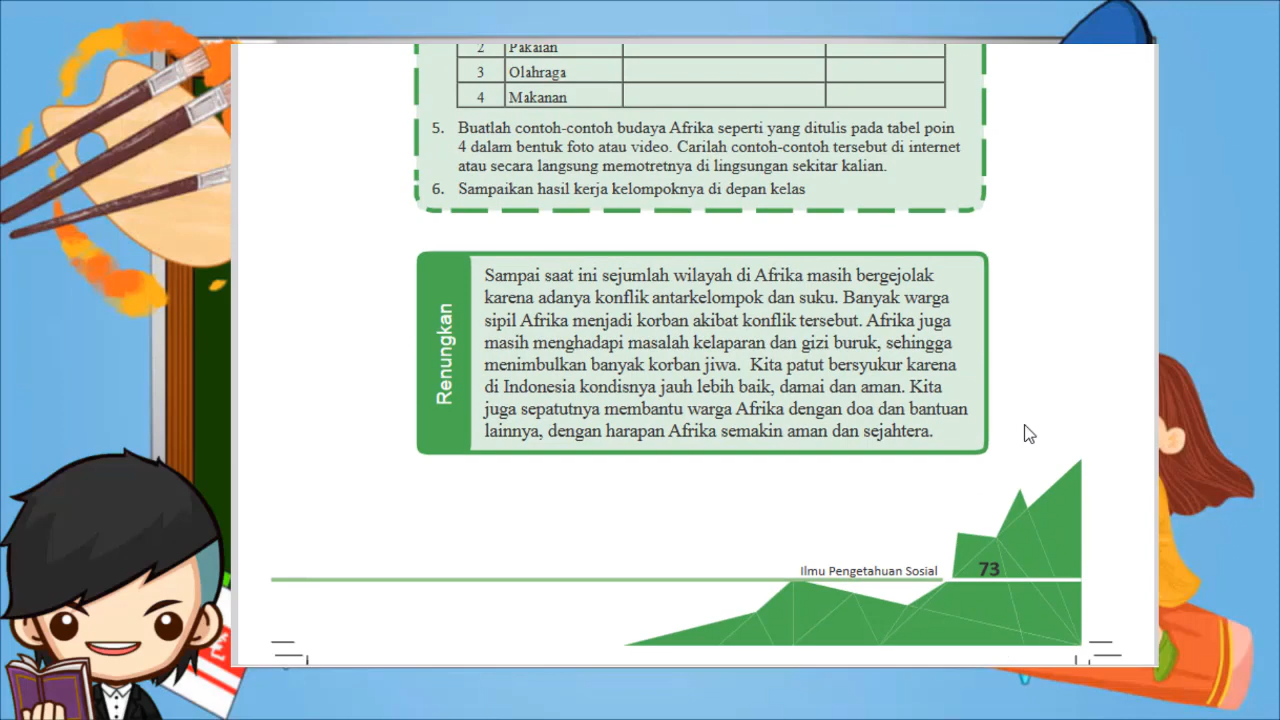 2 Pakaian
3 Olahraga
4 Makanan
5. Buatlah contoh-contoh budaya Afrika seperti yang ditulis pada tabel poin
4 dalam bentuk foto atau video. Carilah contoh-contoh tersebut di internet
atau secara langsung memotretnya di lingsungan sekitar kalian.
6. Sampaikan hasil kerja kelompoknya di depan kelas
Renungkan
Sampai saat ini sejumlah wilayah di Afrika masih bergejolak
karena adanya konflik antarkelompok dan suku. Banyak warga
sipil Afrika menjadi korban akibat konflik tersebut. Afrika juga
masih menghadapi masalah kelaparan dan gizi buruk, sehingga
menimbulkan banyak korban jiwa. Kita patut bersyukur karena
di Indonesia kondisnya jauh lebih baik, damai dan aman. Kita
juga sepatutnya membantu warga Afrika dengan doa dan bantuan
lainnya, dengan harapan Afrika semakin aman dan sejahtera.
Ilmu Pengetahuan Sosial 73